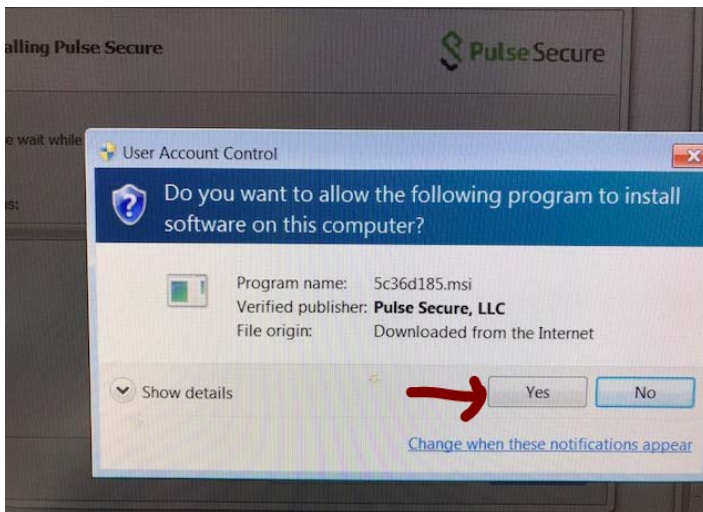 alling Pulse Secure
Pulse Secure
e wait while
User Account Control
Do you want to allow the following program to install
software on this computer?
Program name: 5c36d185.msi
Verified publisher: Pulse Secure, LLC
File origin: Downloaded from the Internet
Show details
Yes
No
Change when these notifications appear